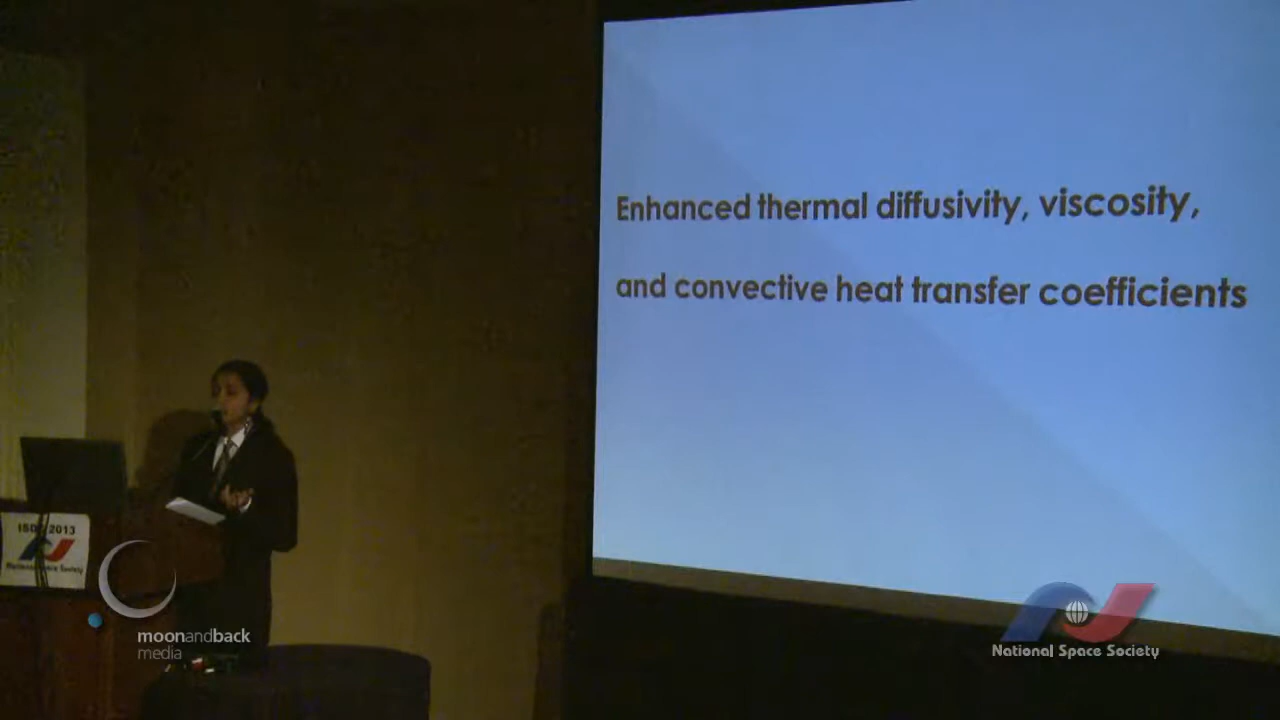 Enhanced thermal diffusivity, viscosity,
and convective heat transfer coefficients
ISDC 2013
National Space Society
moonandback
media
National Space Society